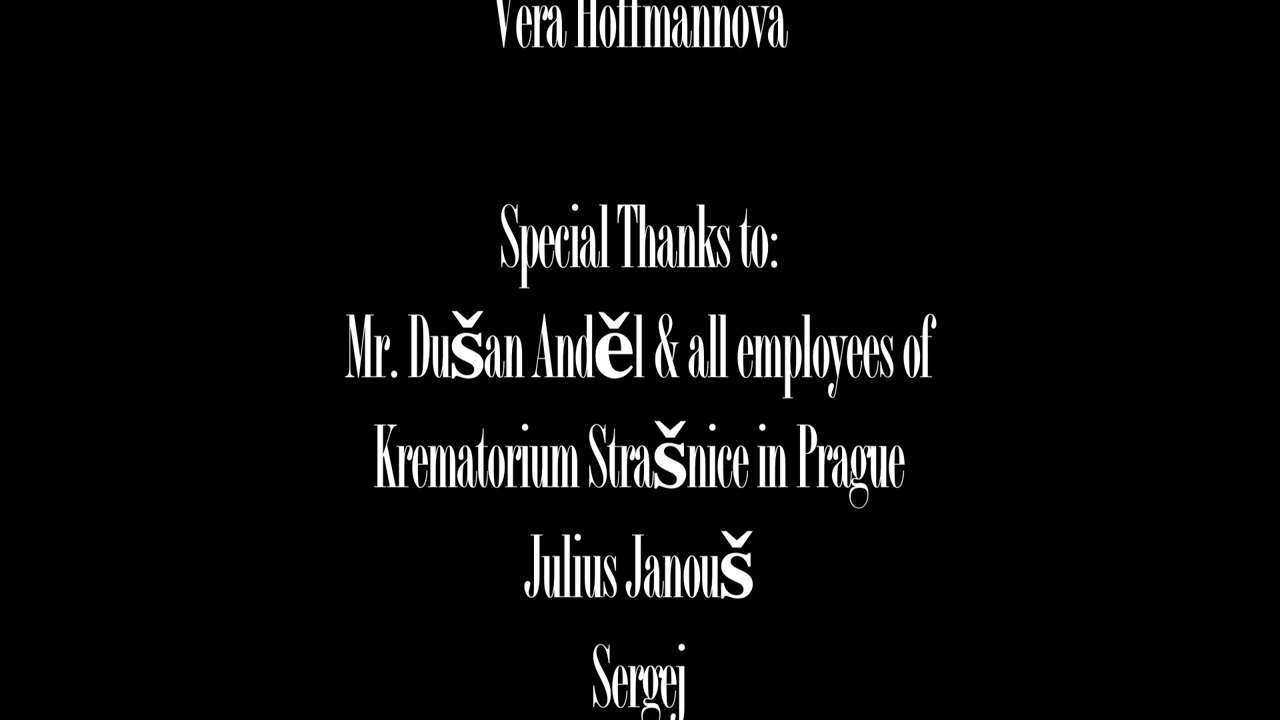 Vera Hoffmannova
Special Thanks to:
Mr. Dušan Anděl & all employees of
Krematorium Strašnice in Prague
Julius Janouš
Sergej